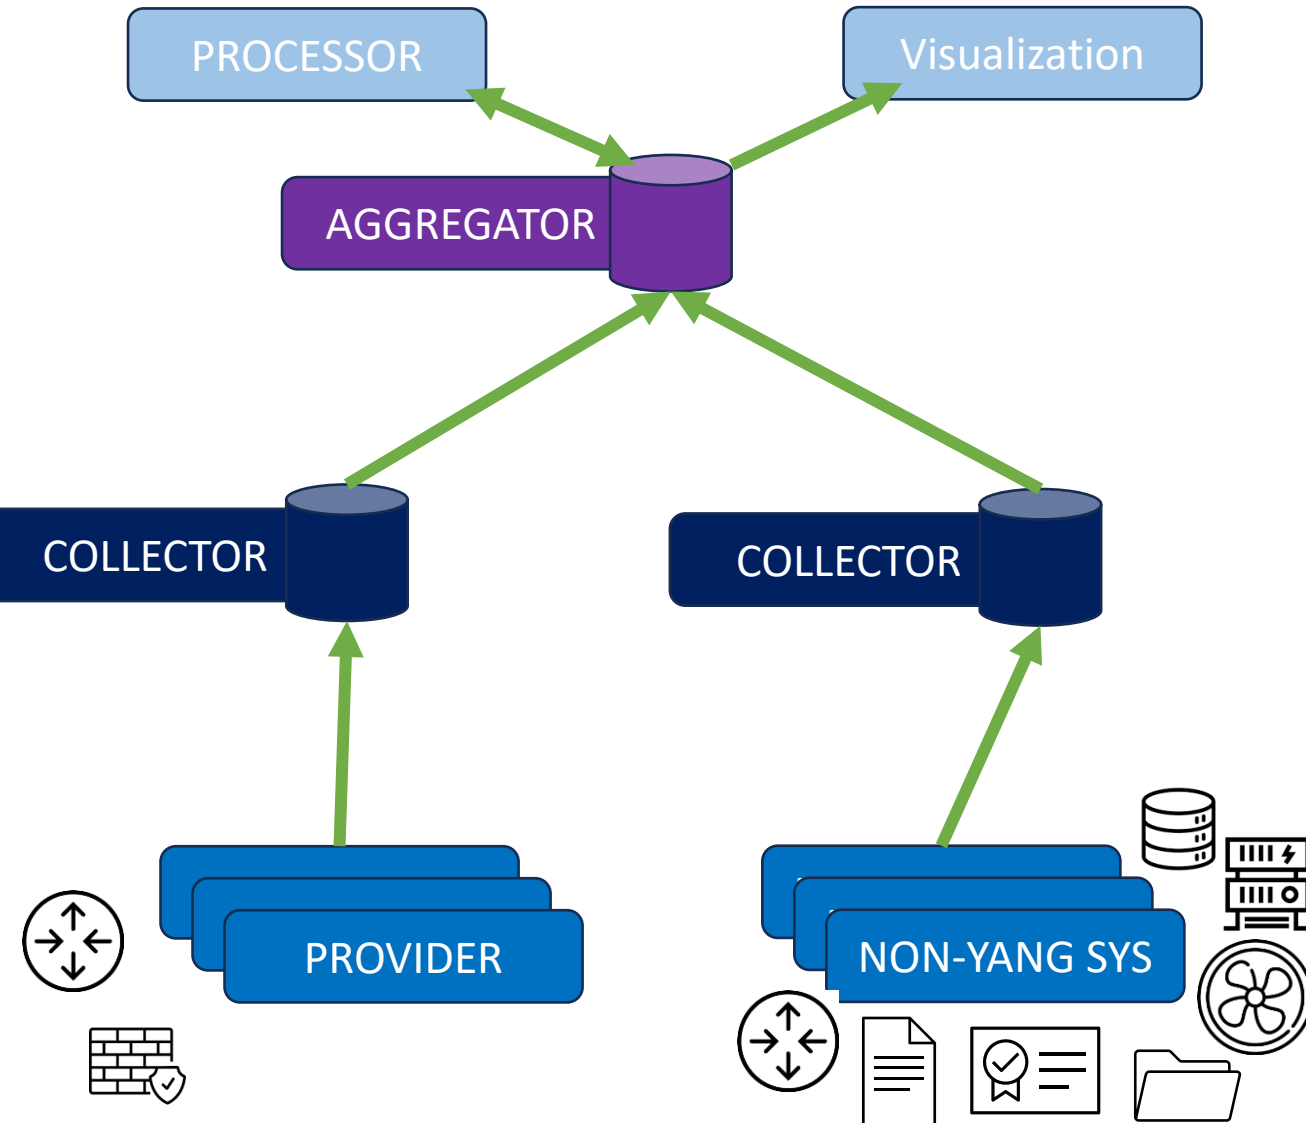 PROCESSOR
Visualization
AGGREGATOR
COLLECTOR
COLLECTOR
PROVIDER
NON-YANG SYS